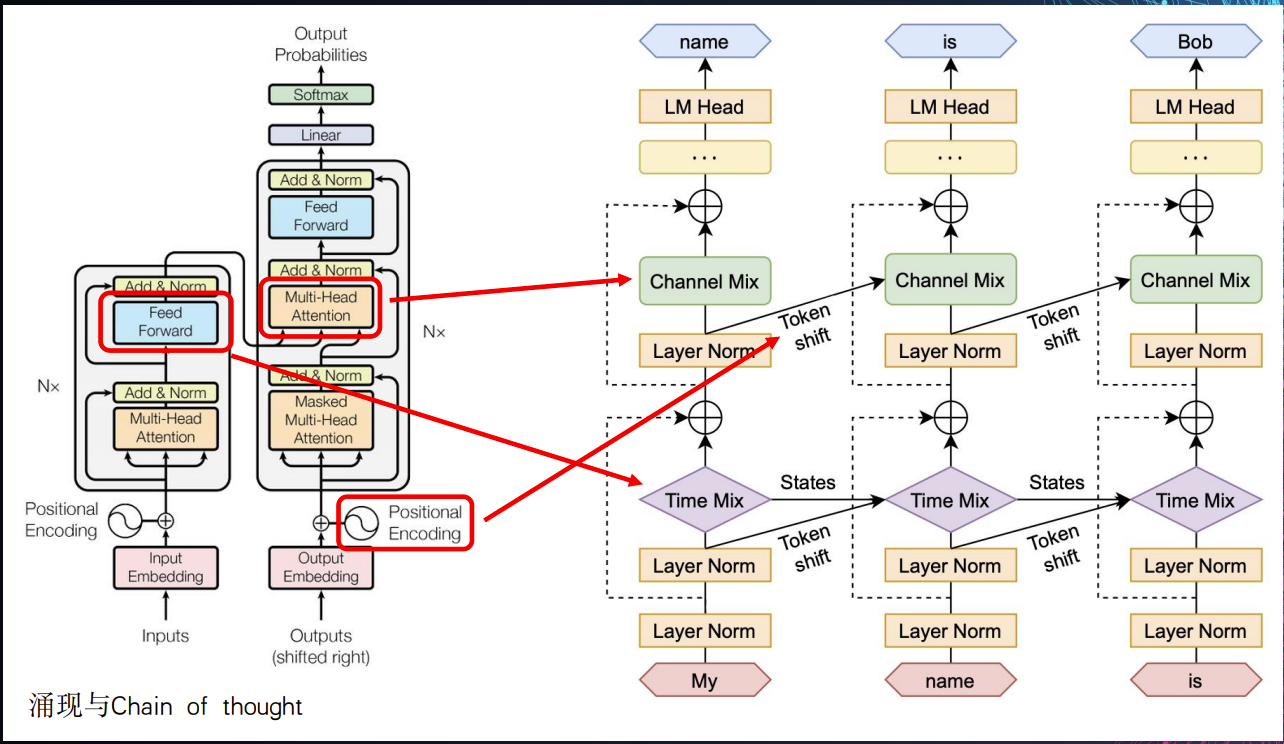 Output
Probabilities
Softmax
Linear
Add & Norm
Feed
Forward
Add & Norm
Multi-Head
Attention
Add & Norm
Masked
Multi-Head
Attention
N×
Add & Norm
Feed
Forward
N×
Add & Norm
Multi-Head
Attention
Positional
Encoding
Positional
Encoding
Input
Embedding
Output
Embedding
Inputs
Outputs
(shifted right)
name
is
Bob
LM Head
LM Head
LM Head
...
...
...
Channel Mix
Channel Mix
Channel Mix
Token
shift
Token
shift
Layer Norm
Layer Norm
Layer Norm
Time Mix
States
Time Mix
States
Time Mix
Token
shift
Token
shift
Layer Norm
Layer Norm
Layer Norm
Layer Norm
Layer Norm
Layer Norm
My
name
is
涌现与Chain of thought